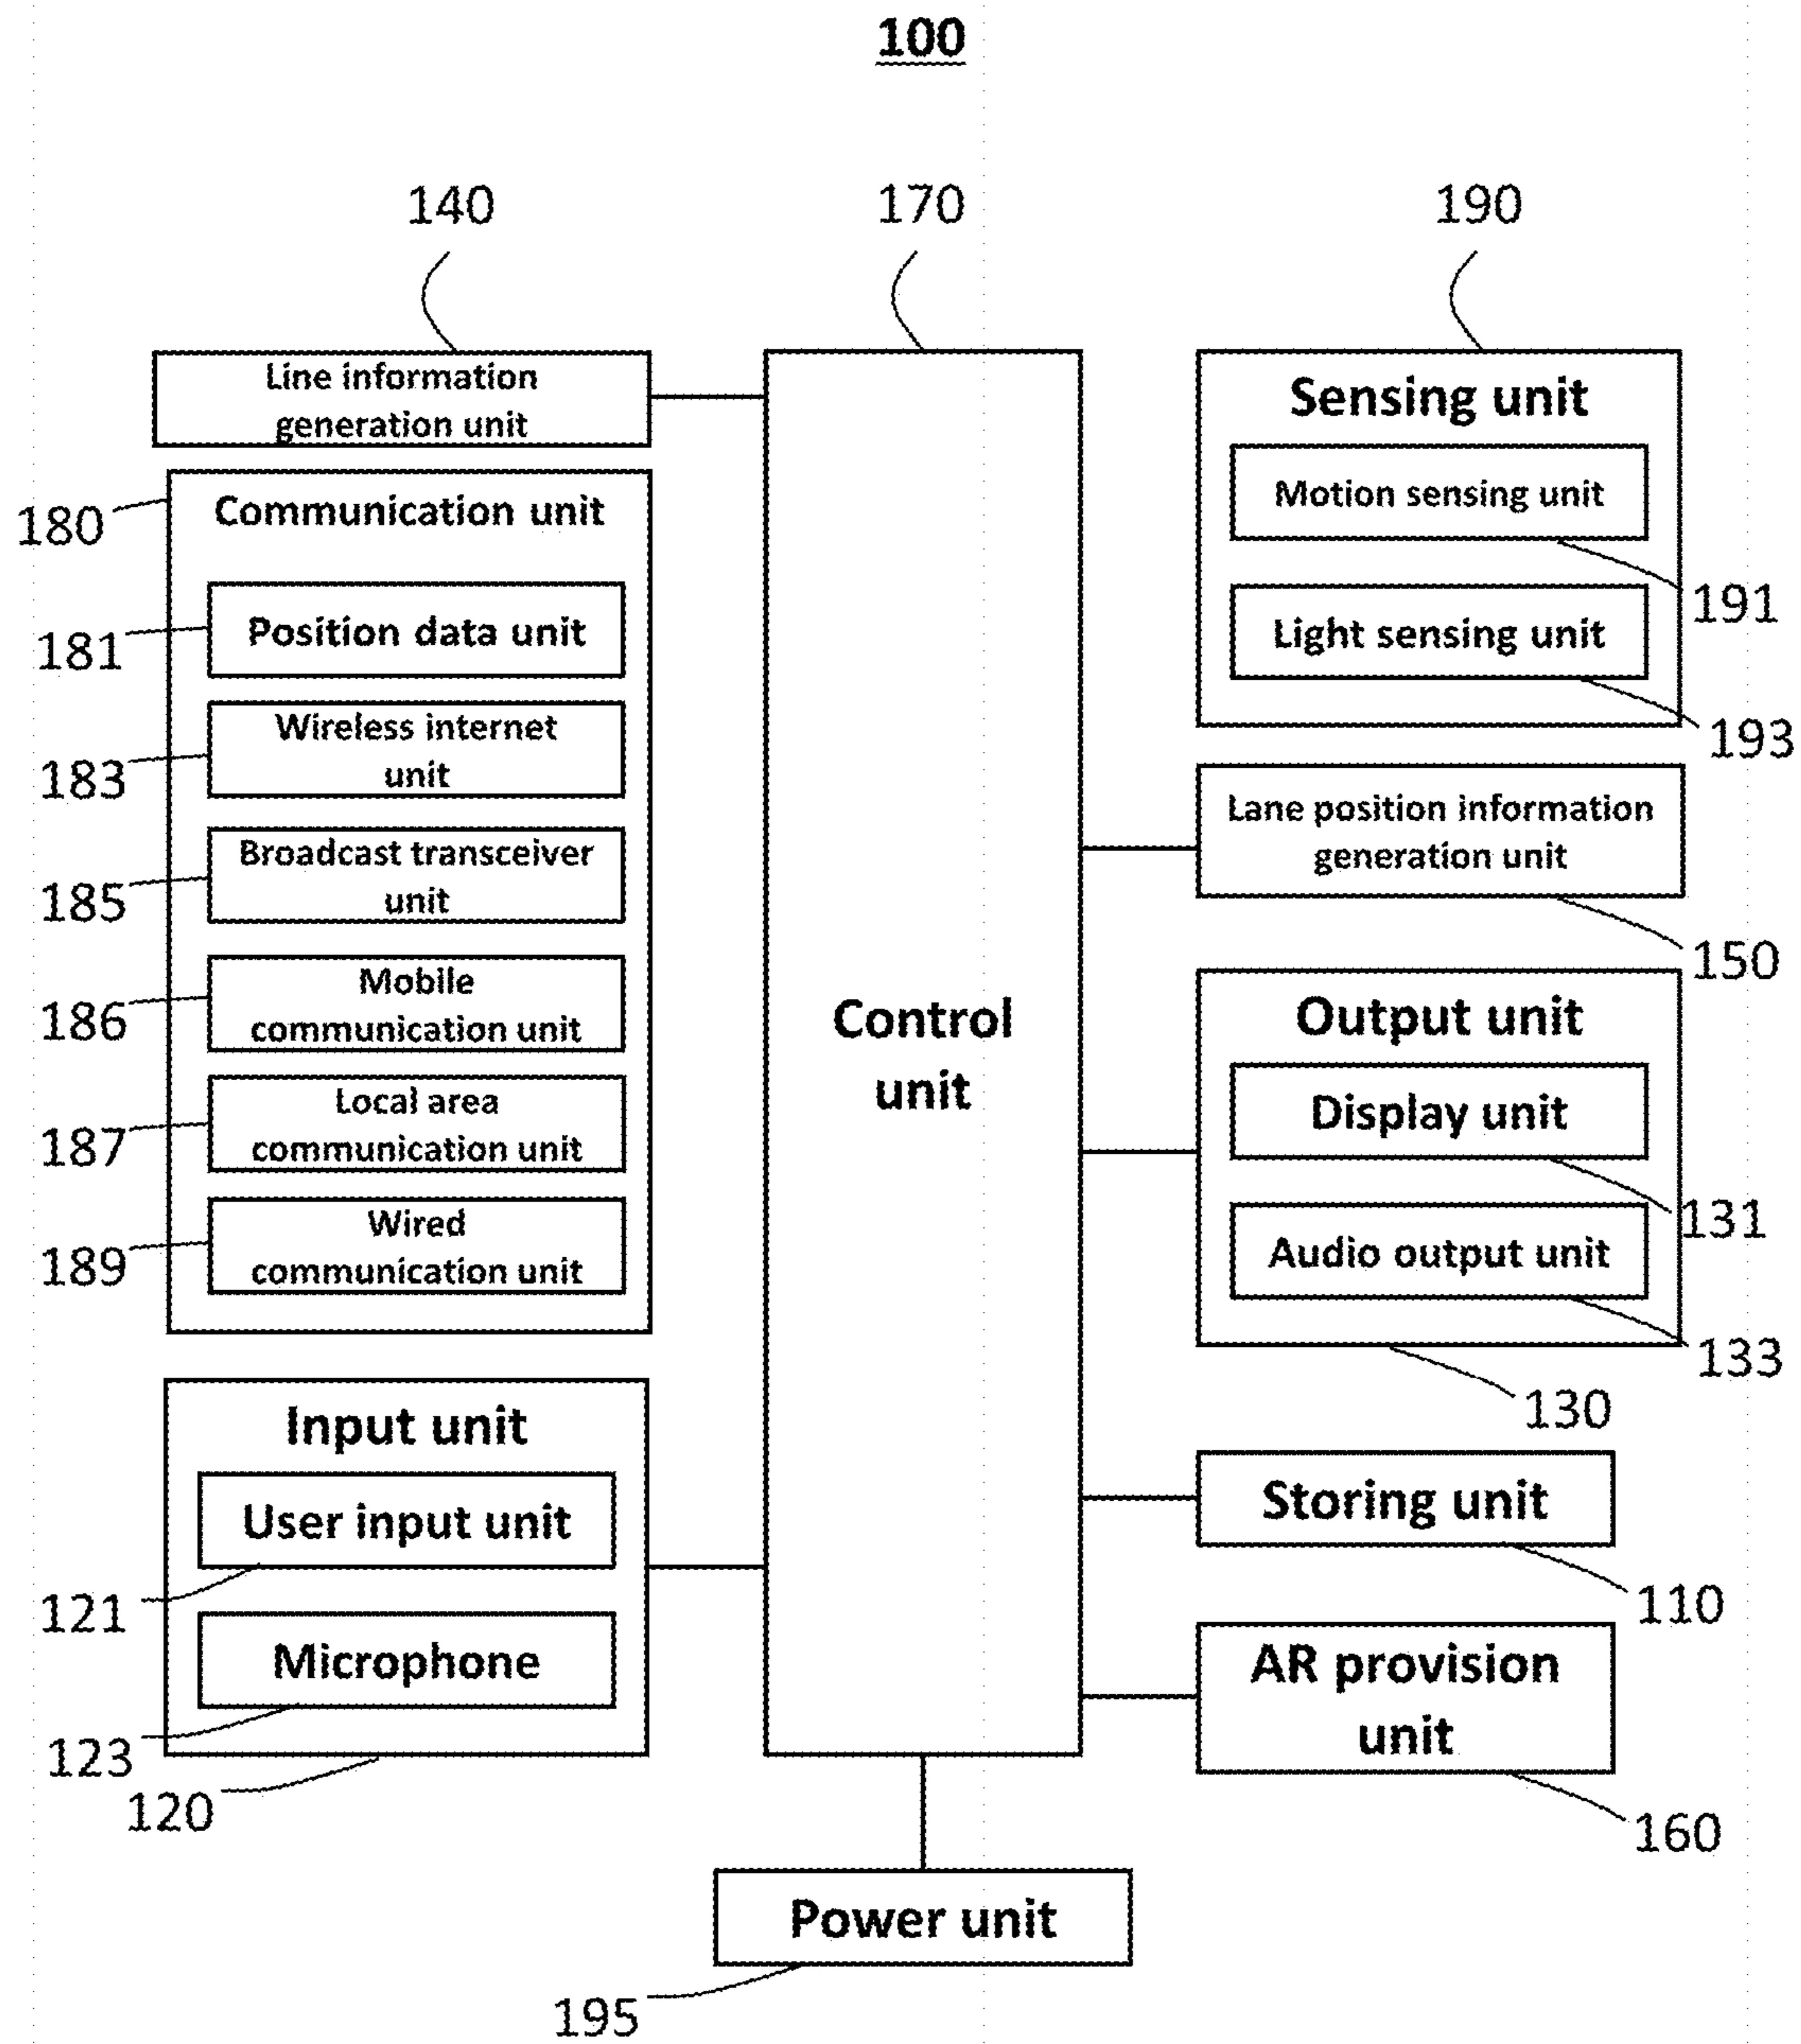 100
140
170
190
Line information
generation unit
180
Communication unit
181
Position data unit
183
Wireless internet
unit
185
Broadcast transceiver
unit
186
Mobile
communication unit
187
Local area
communication unit
189
Wired
communication unit
Input unit
User input unit
121
Microphone
123
120
Control
unit
Sensing unit
Motion sensing unit
191
Light sensing unit
193
Lane position information
generation unit
150
Output unit
Display unit
131
Audio output unit
133
130
Storing unit
110
AR provision
unit
160
Power unit
195